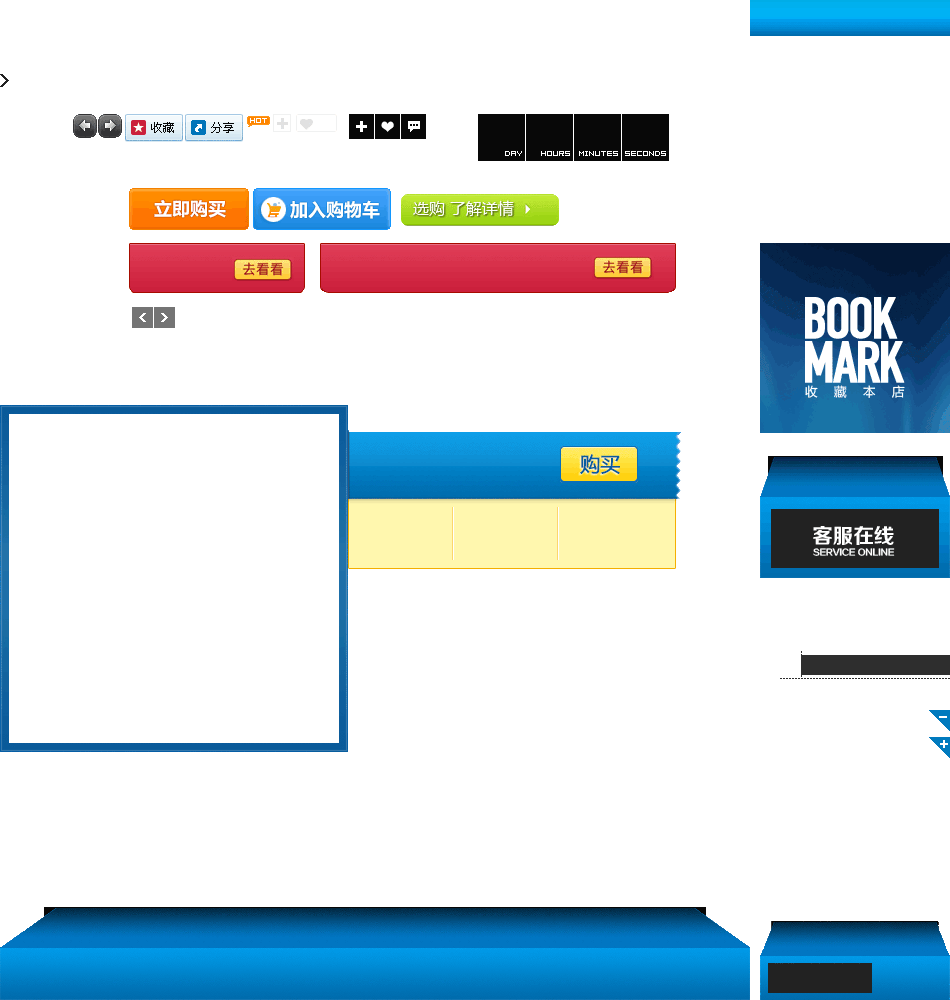 收藏
分享
HOT
DAY
HOURS
MINUTES
SECONDS
立即购买
加入购物车
选购 了解详情
去看看
去看看
BOOK
MARK
收藏本店
购买
客服在线
SERVICE ONLINE